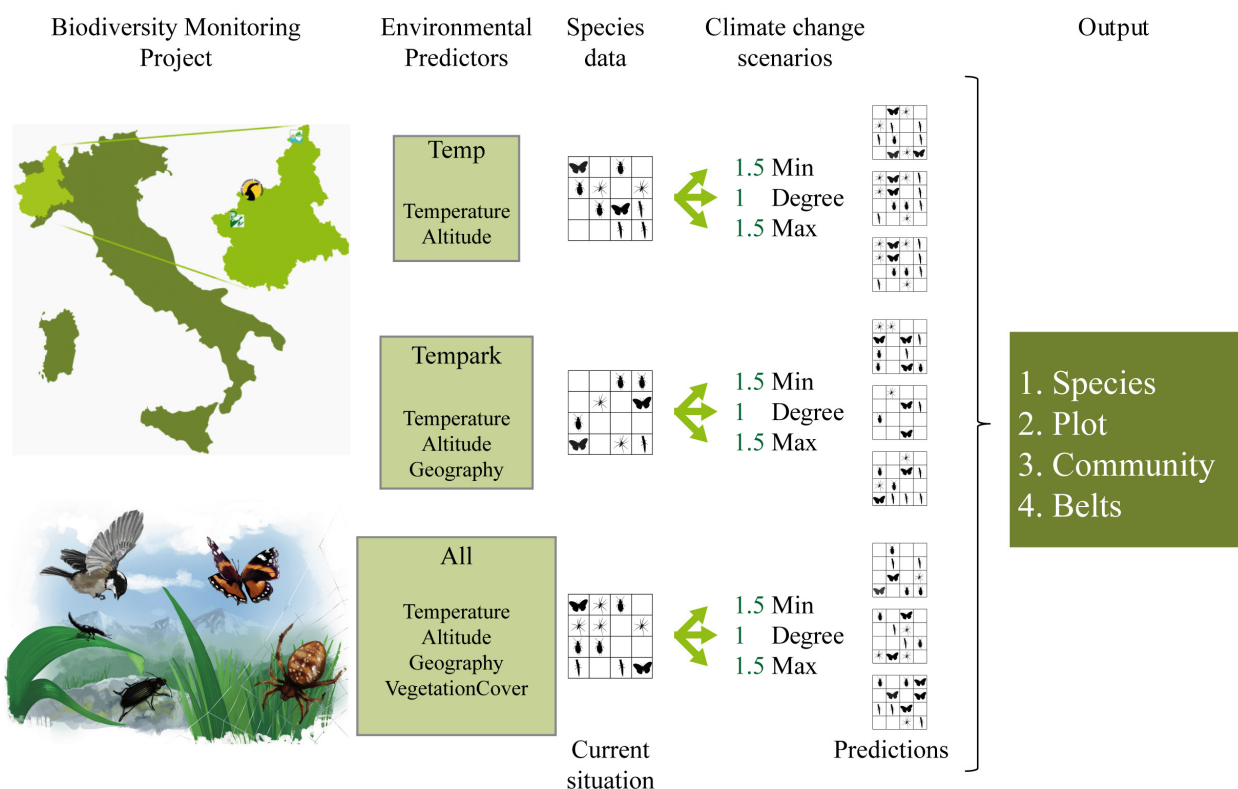 Biodiversity Monitoring
Project
Environmental
Predictors
Species
data
Climate change
scenarios
Output
Temp
Temperature
Altitude
1.5 Min
1 Degree
1.5 Max
Tempark
Temperature
Altitude
Geography
1.5 Min
1 Degree
1.5 Max
All
Temperature
Altitude
Geography
VegetationCover
1.5 Min
1 Degree
1.5 Max
Current
situation
Predictions
1. Species
2. Plot
3. Community
4. Belts